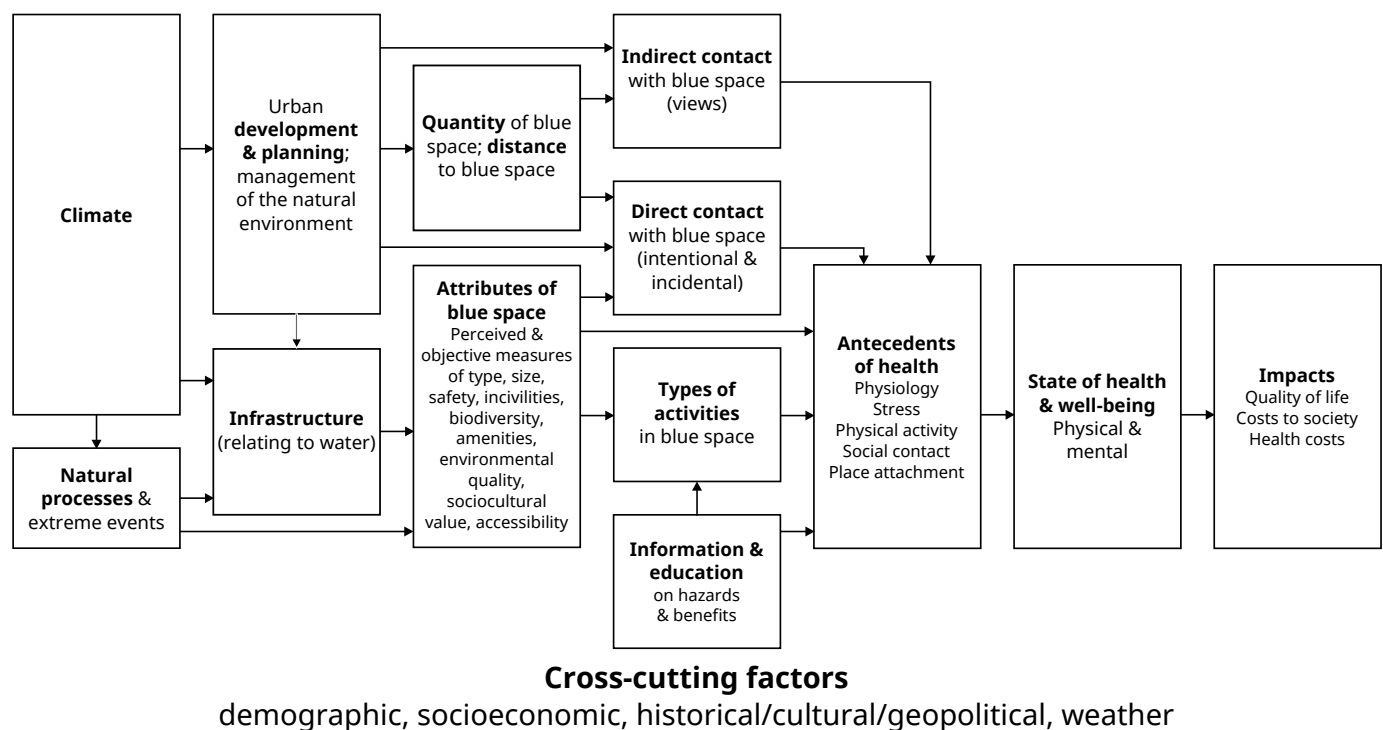 Climate
Natural
processes &
extreme events
Urban
development
& planning;
management
of the natural
environment
Infrastructure
(relating to water)
Quantity of blue
space; distance
to blue space
Attributes of
blue space
Perceived &
objective measures
of type, size,
safety, incivilities,
biodiversity,
amenities,
environmental
quality,
sociocultural
value, accessibility
Indirect contact
with blue space
(views)
Direct contact
with blue space
(intentional &
incidental)
Types of
activities
in blue space
Information &
education
on hazards
& benefits
Antecedents
of health
Physiology
Stress
Physical activity
Social contact
Place attachment
State of health
& well-being
Physical &
mental
Impacts
Quality of life
Costs to society
Health costs
Cross-cutting factors
demographic, socioeconomic, historical/cultural/geopolitical, weather